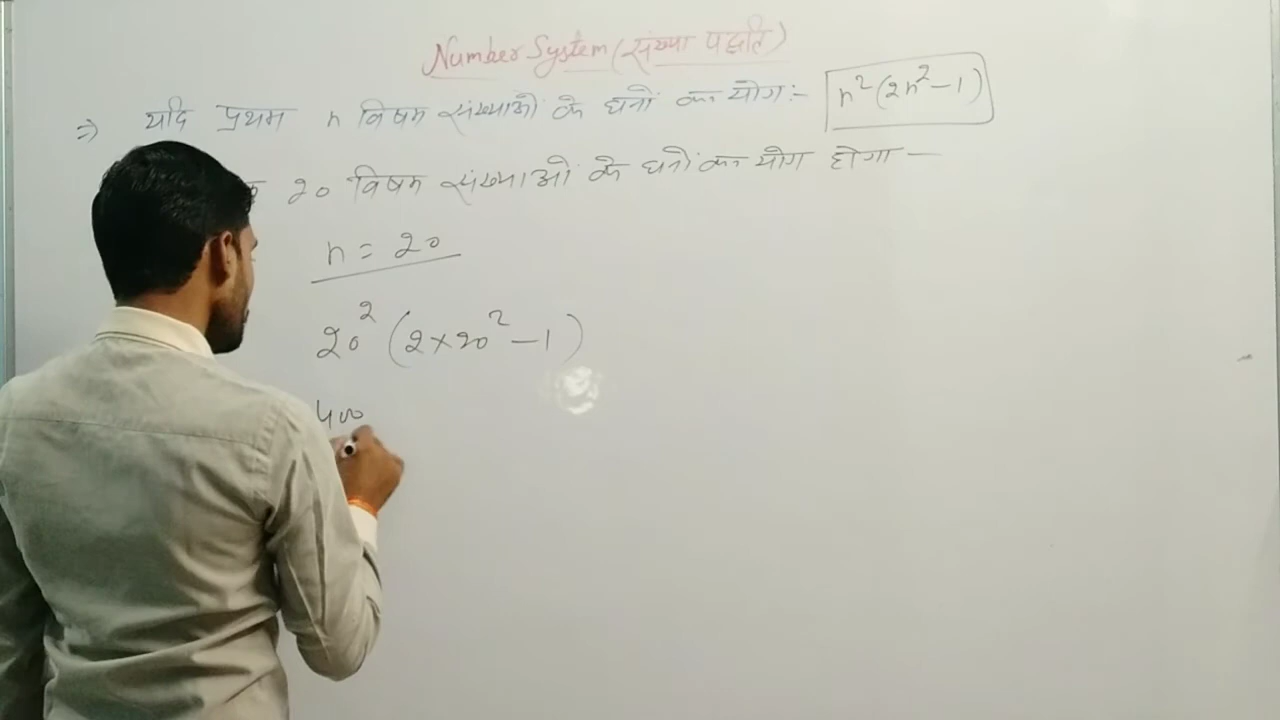 Number System (संख्या पद्धति)
⇒ यदि प्रथम n विषम संख्याओं के घनों का योग:- n²(2n²-1)
20 विषम संख्याओं के घनों का योग होगा -
n = 20
20² (2×20²-1)
400